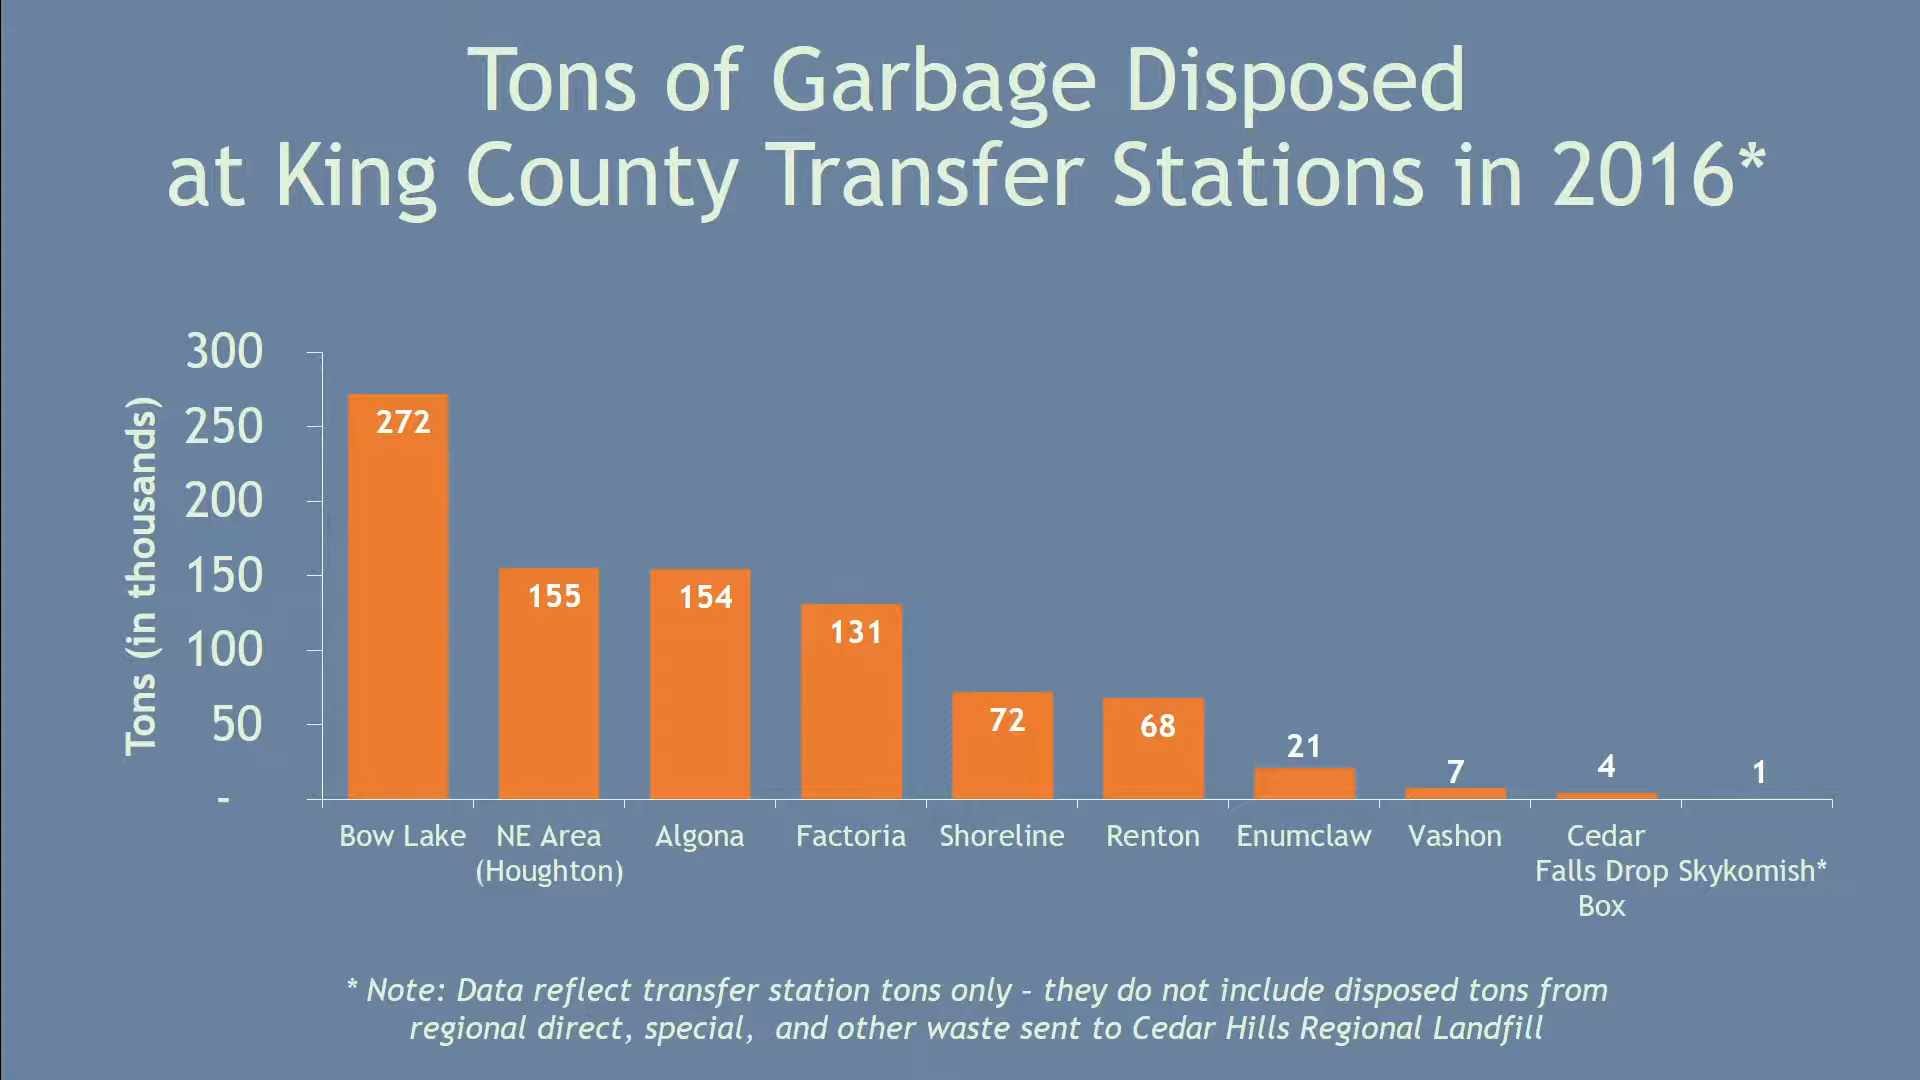 Tons of Garbage Disposed
at King County Transfer Stations in 2016*
Tons (in thousands)
300
250
200
150
100
50
-
272
155
154
131
72
68
21
7
4
1
Bow Lake
NE Area
(Houghton)
Algona
Factoria
Shoreline
Renton
Enumclaw
Vashon
Cedar
Falls Drop
Box
Skykomish*
* Note: Data reflect transfer station tons only – they do not include disposed tons from
regional direct, special,  and other waste sent to Cedar Hills Regional Landfill